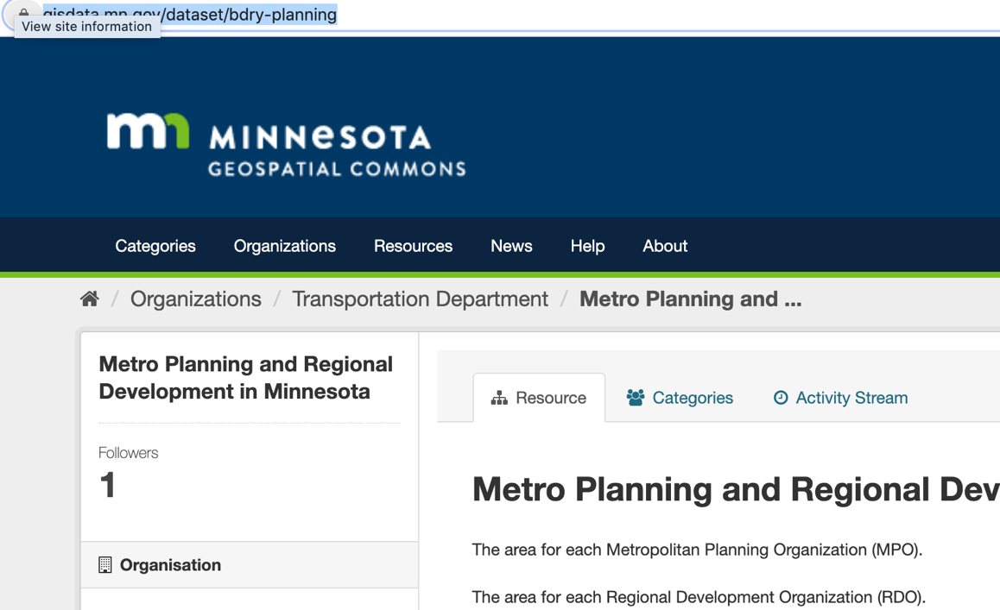 gisdata.mn.gov/dataset/bdry-planning
View site information
mn MINNESOTA
GEOSPATIAL COMMONS
Categories Organizations Resources News Help About
/ Organizations / Transportation Department / Metro Planning and ...
Metro Planning and Regional
Development in Minnesota
Followers
1
Organisation
Resource Categories Activity Stream
Metro Planning and Regional Dev
The area for each Metropolitan Planning Organization (MPO).
The area for each Regional Development Organization (RDO).